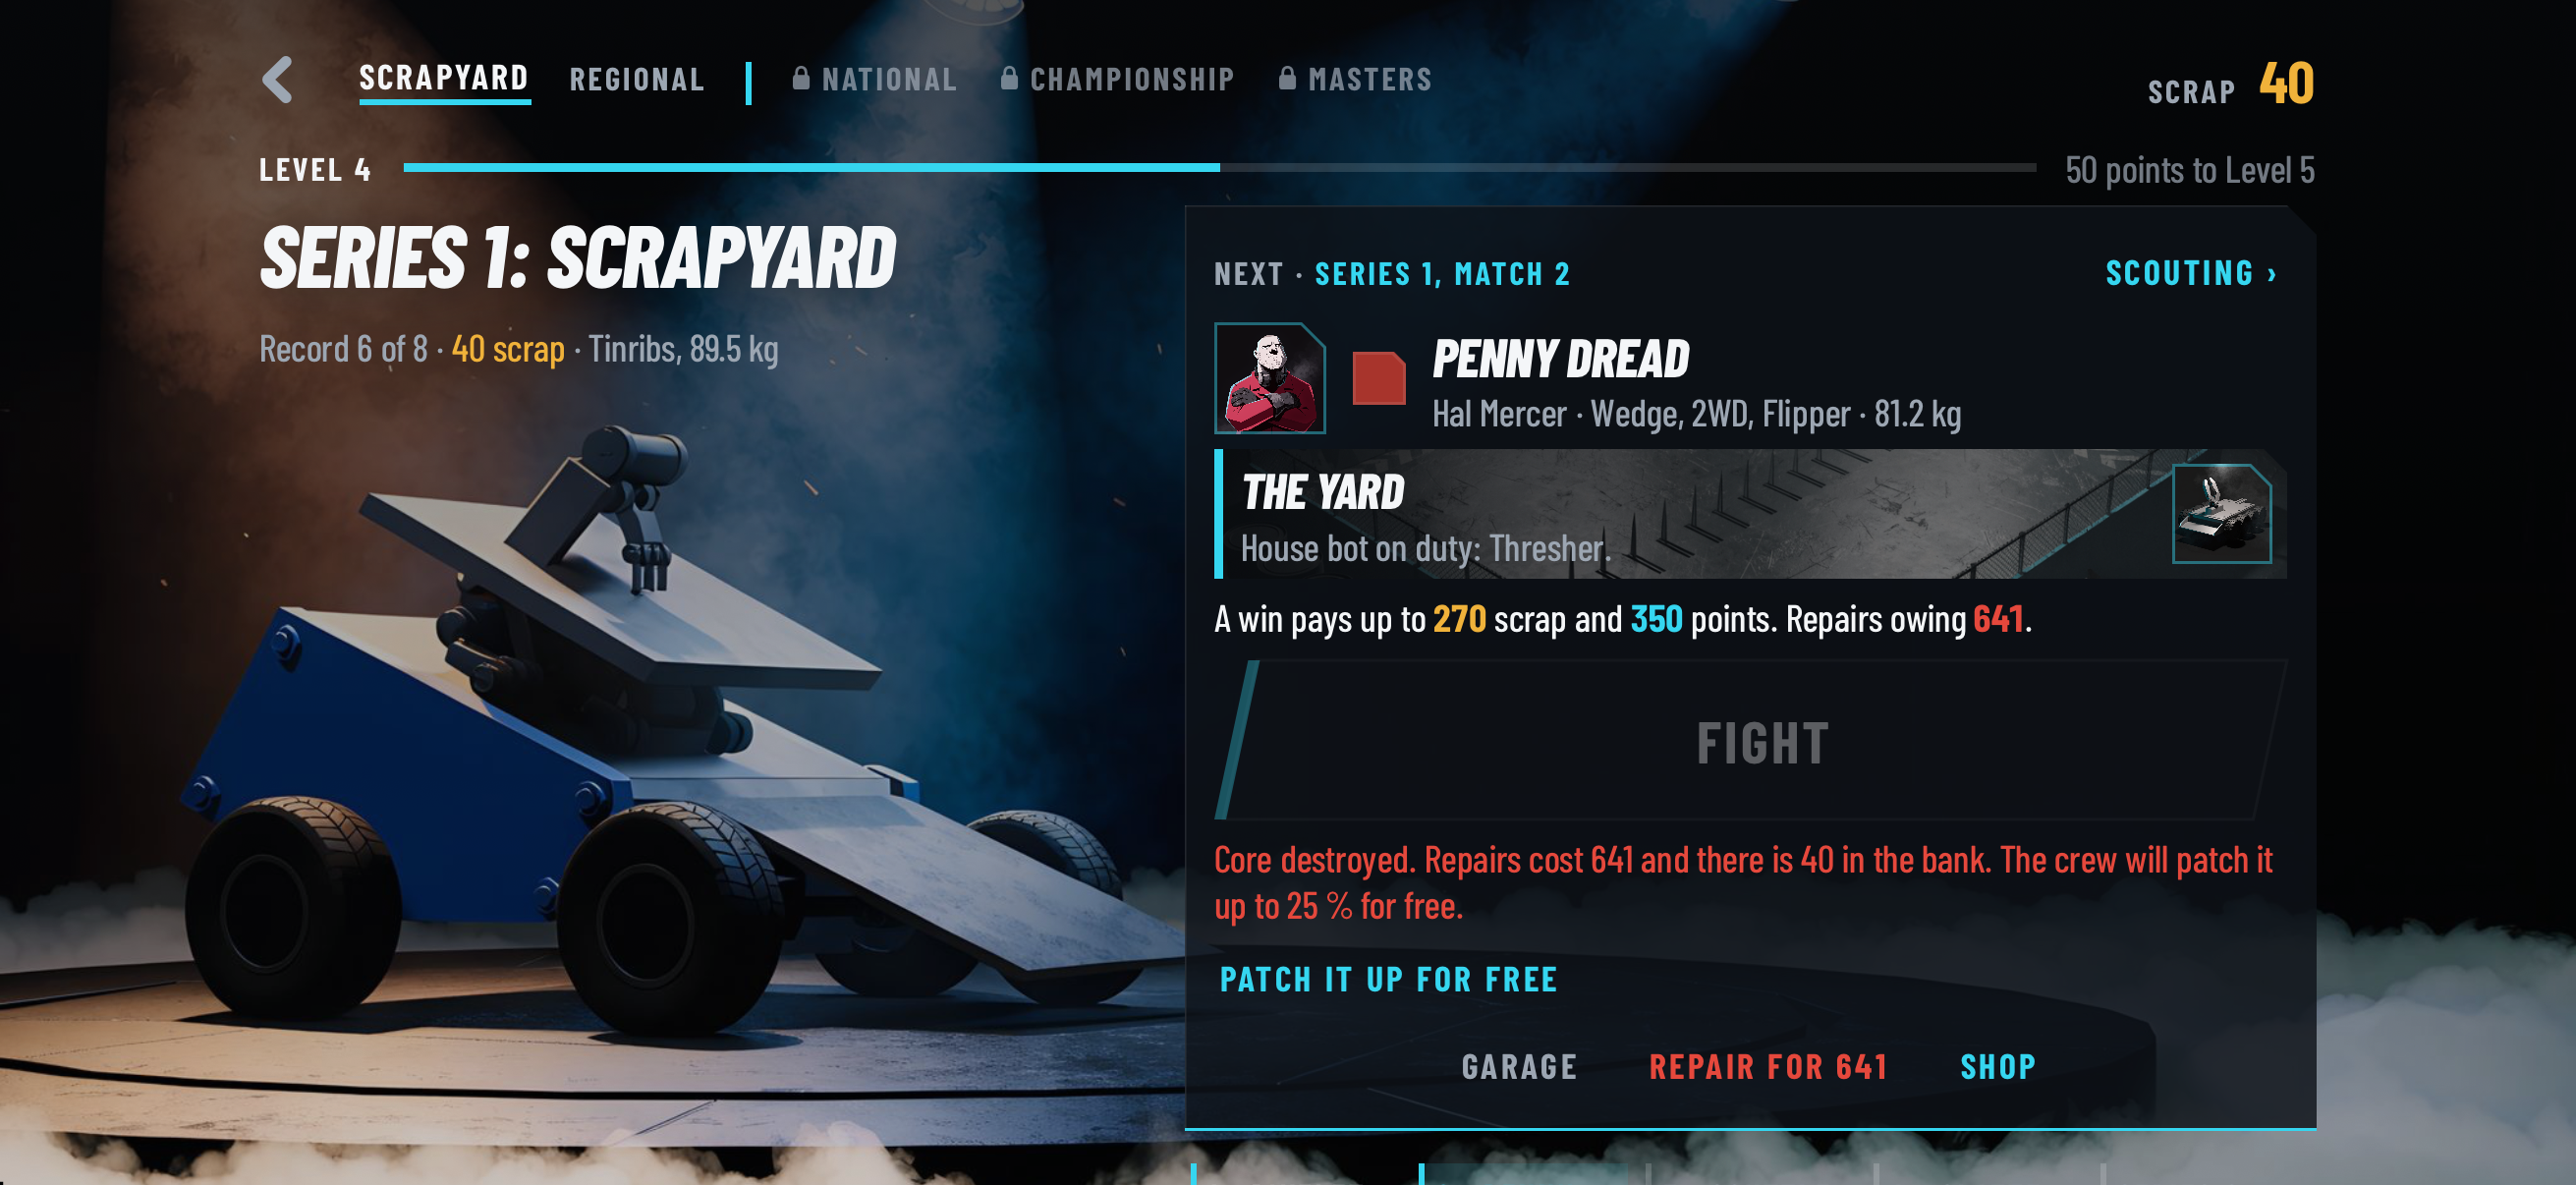 SCRAPYARD REGIONAL NATIONAL CHAMPIONSHIP MASTERS SCRAP 40
LEVEL 4 50 points to Level 5
SERIES 1: SCRAPYARD
Record 6 of 8 · 40 scrap · Tinribs, 89.5 kg
NEXT · SERIES 1, MATCH 2 SCOUTING ›
PENNY DREAD
Hal Mercer · Wedge, 2WD, Flipper · 81.2 kg
THE YARD
House bot on duty: Thresher.
A win pays up to 270 scrap and 350 points. Repairs owing 641.
FIGHT
Core destroyed. Repairs cost 641 and there is 40 in the bank. The crew will patch it
up to 25 % for free.
PATCH IT UP FOR FREE
GARAGE REPAIR FOR 641 SHOP